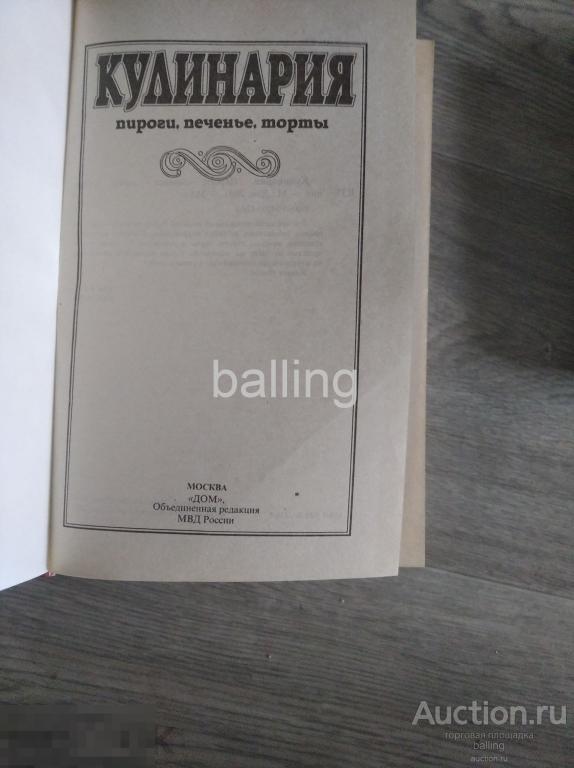 КУЛИНАРИЯ
пироги, печенье, торты
balling
МОСКВА
«ДОМ»,
Объединенная редакция
МВД России
Auction.ru
торговая площадка
balling
auction.ru